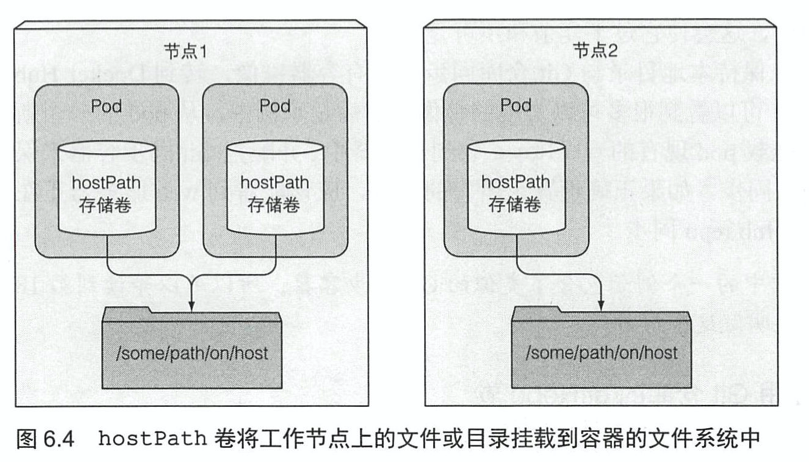 节点1
Pod
hostPath
存储卷
Pod
hostPath
存储卷
/some/path/on/host
节点2
Pod
hostPath
存储卷
/some/path/on/host
图 6.4 hostPath 卷将工作节点上的文件或目录挂载到容器的文件系统中